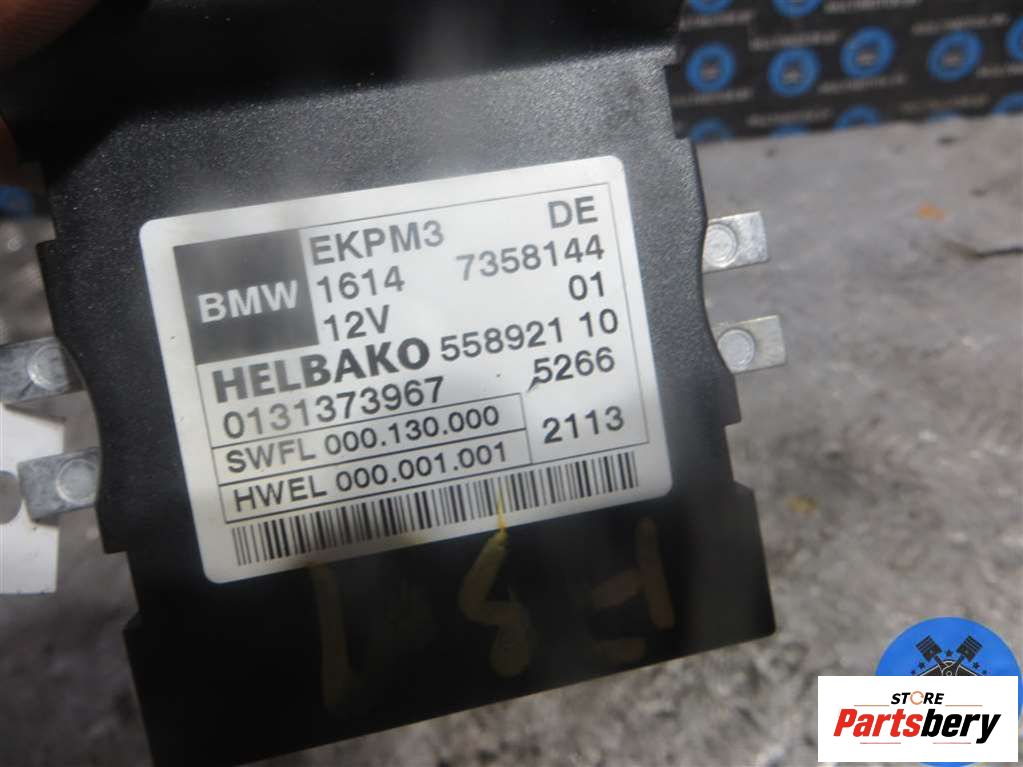 EKPM3 DE
BMW 1614 7358144
12V 01
HELBAKO 558921 10
0131373967 5266
SWFL 000.130.000
2113
HWEL 000.001.001
STORE
Partsbery